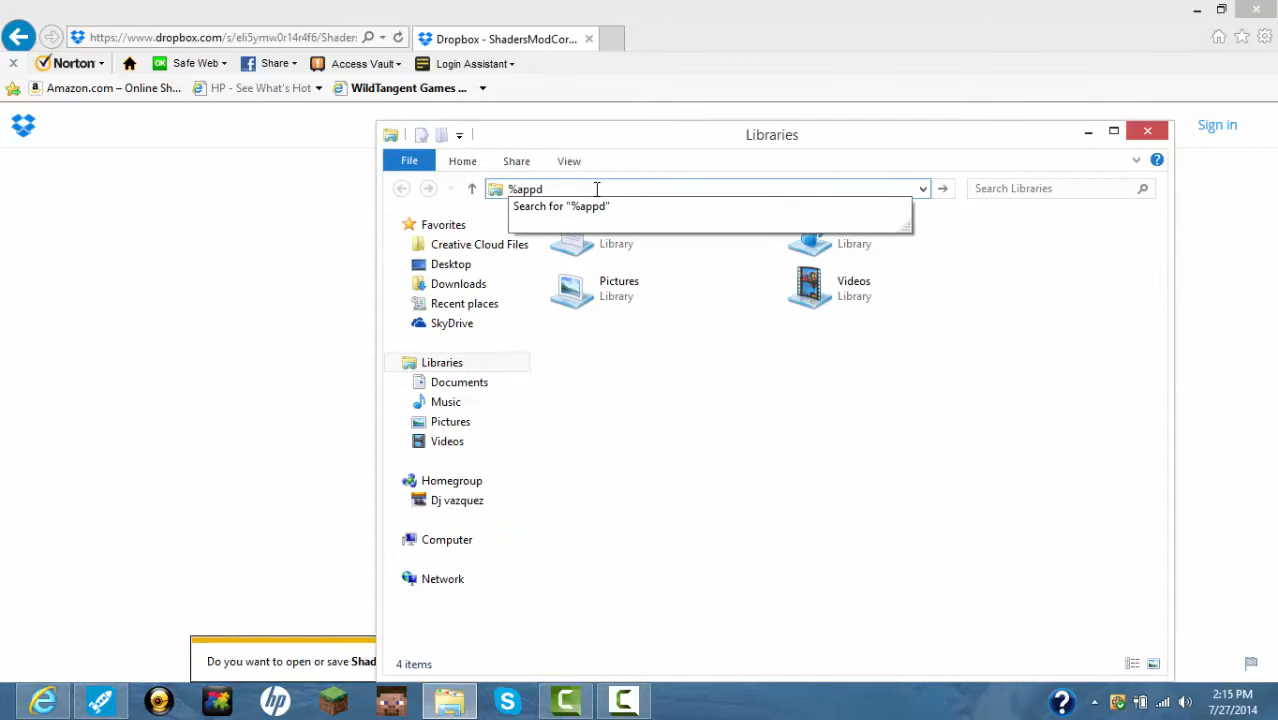 https://www.dropbox.com/s/eli5ymw0r14r4f6/Shader:
Dropbox - ShadersModCor...
Norton
OK
Safe Web
Share
Access Vault
Login Assistant
Amazon.com – Online Sh...
HP - See What's Hot
WildTangent Games ...
Sign in
Libraries
File
Home
Share
View
%appd
Search Libraries
Search for "%appd"
Favorites
Creative Cloud Files
Desktop
Downloads
Recent places
SkyDrive
Libraries
Documents
Music
Pictures
Videos
Homegroup
Dj vazquez
Computer
Network
Library
Library
Pictures
Library
Videos
Library
4 items
Do you want to open or save Shad
hp
2:15 PM
7/27/2014